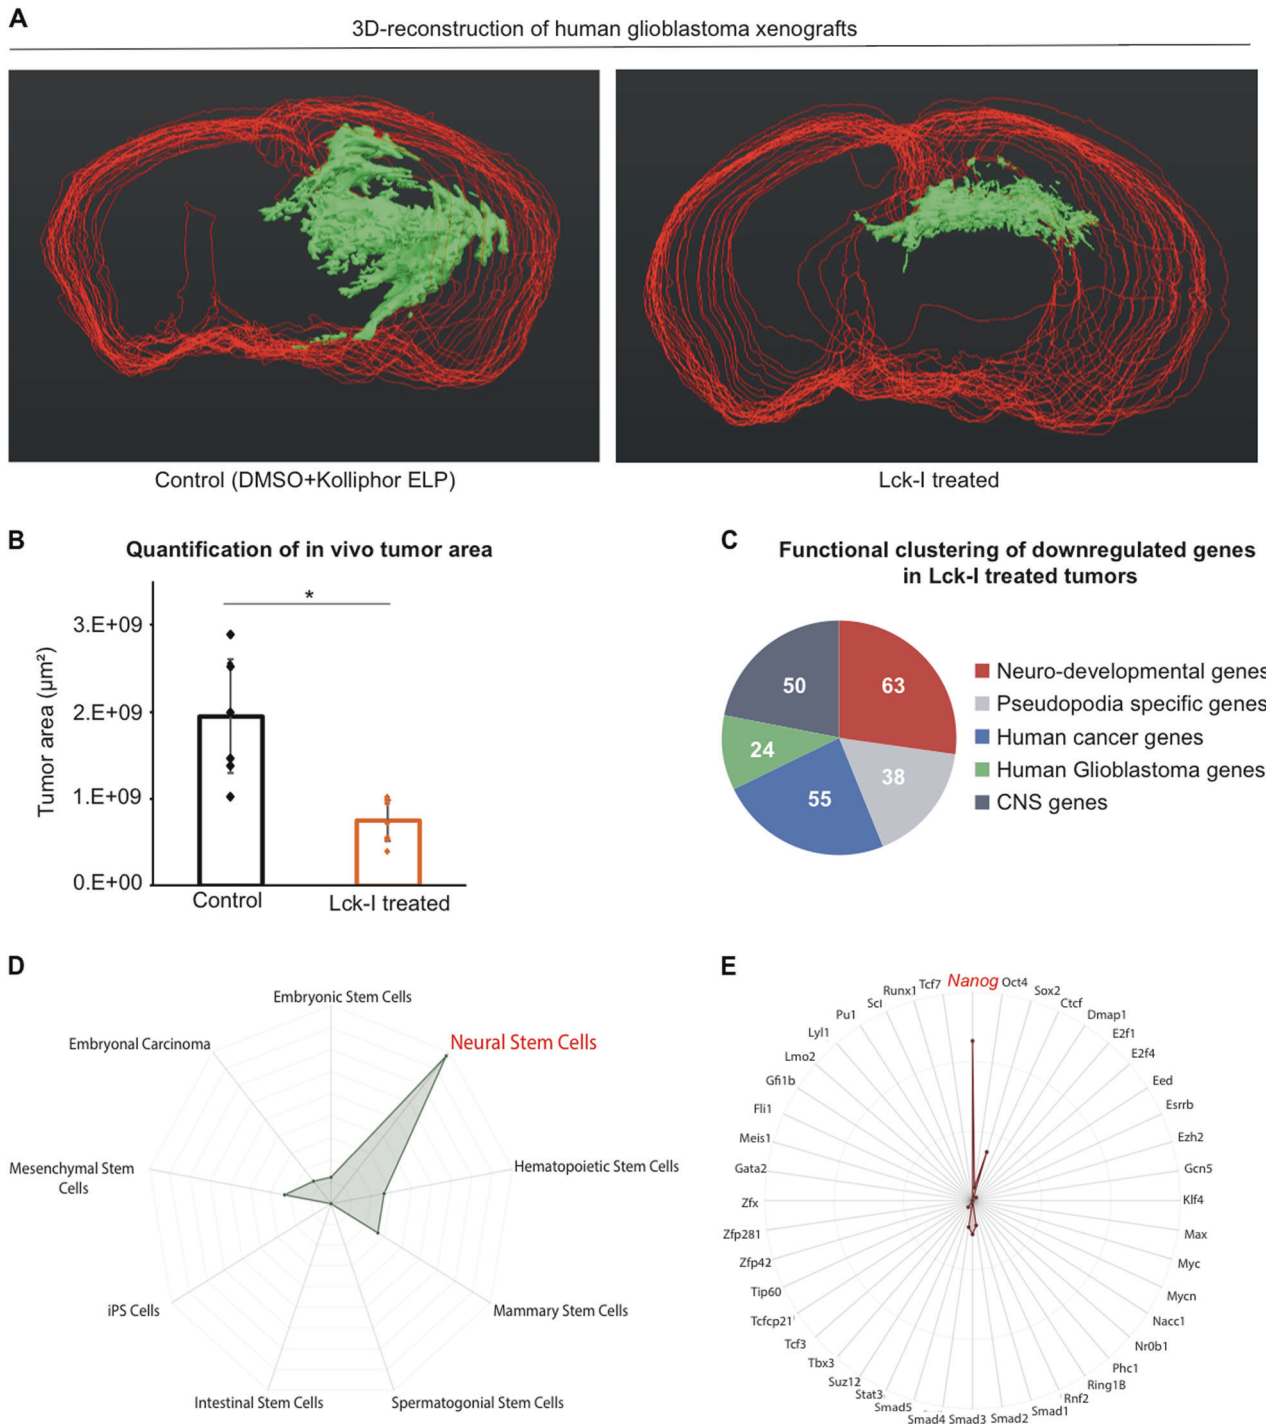 A
3D-reconstruction of human glioblastoma xenografts
Control (DMSO+Kolliphor ELP)
Lck-I treated
B
Quantification of in vivo tumor area
*
Tumor area (µm²)
3.E+09
2.E+09
1.E+09
0.E+00
Control
Lck-I treated
C
Functional clustering of downregulated genes
in Lck-I treated tumors
50
63
24
38
55
Neuro-developmental genes
Pseudopodia specific genes
Human cancer genes
Human Glioblastoma genes
CNS genes
D
Embryonic Stem Cells
Neural Stem Cells
Hematopoietic Stem Cells
Mammary Stem Cells
Spermatogonial Stem Cells
Intestinal Stem Cells
iPS Cells
Mesenchymal Stem
Cells
Embryonal Carcinoma
E
Nanog
Oct4
Sox2
Ctcf
Dmap1
E2f1
E2f4
Eed
Esrrb
Ezh2
Gcn5
Klf4
Max
Myc
Mycn
Nacc1
Nr0b1
Phc1
Ring1B
Rnf2
Smad1
Smad2
Smad3
Smad4
Smad5
Stat3
Suz12
Tbx3
Tcf3
Tcfcp21
Tip60
Zfp42
Zfp281
Zfx
Gata2
Meis1
Fli1
Gfi1b
Lmo2
Lyl1
Pu1
Scl
Runx1
Tcf7